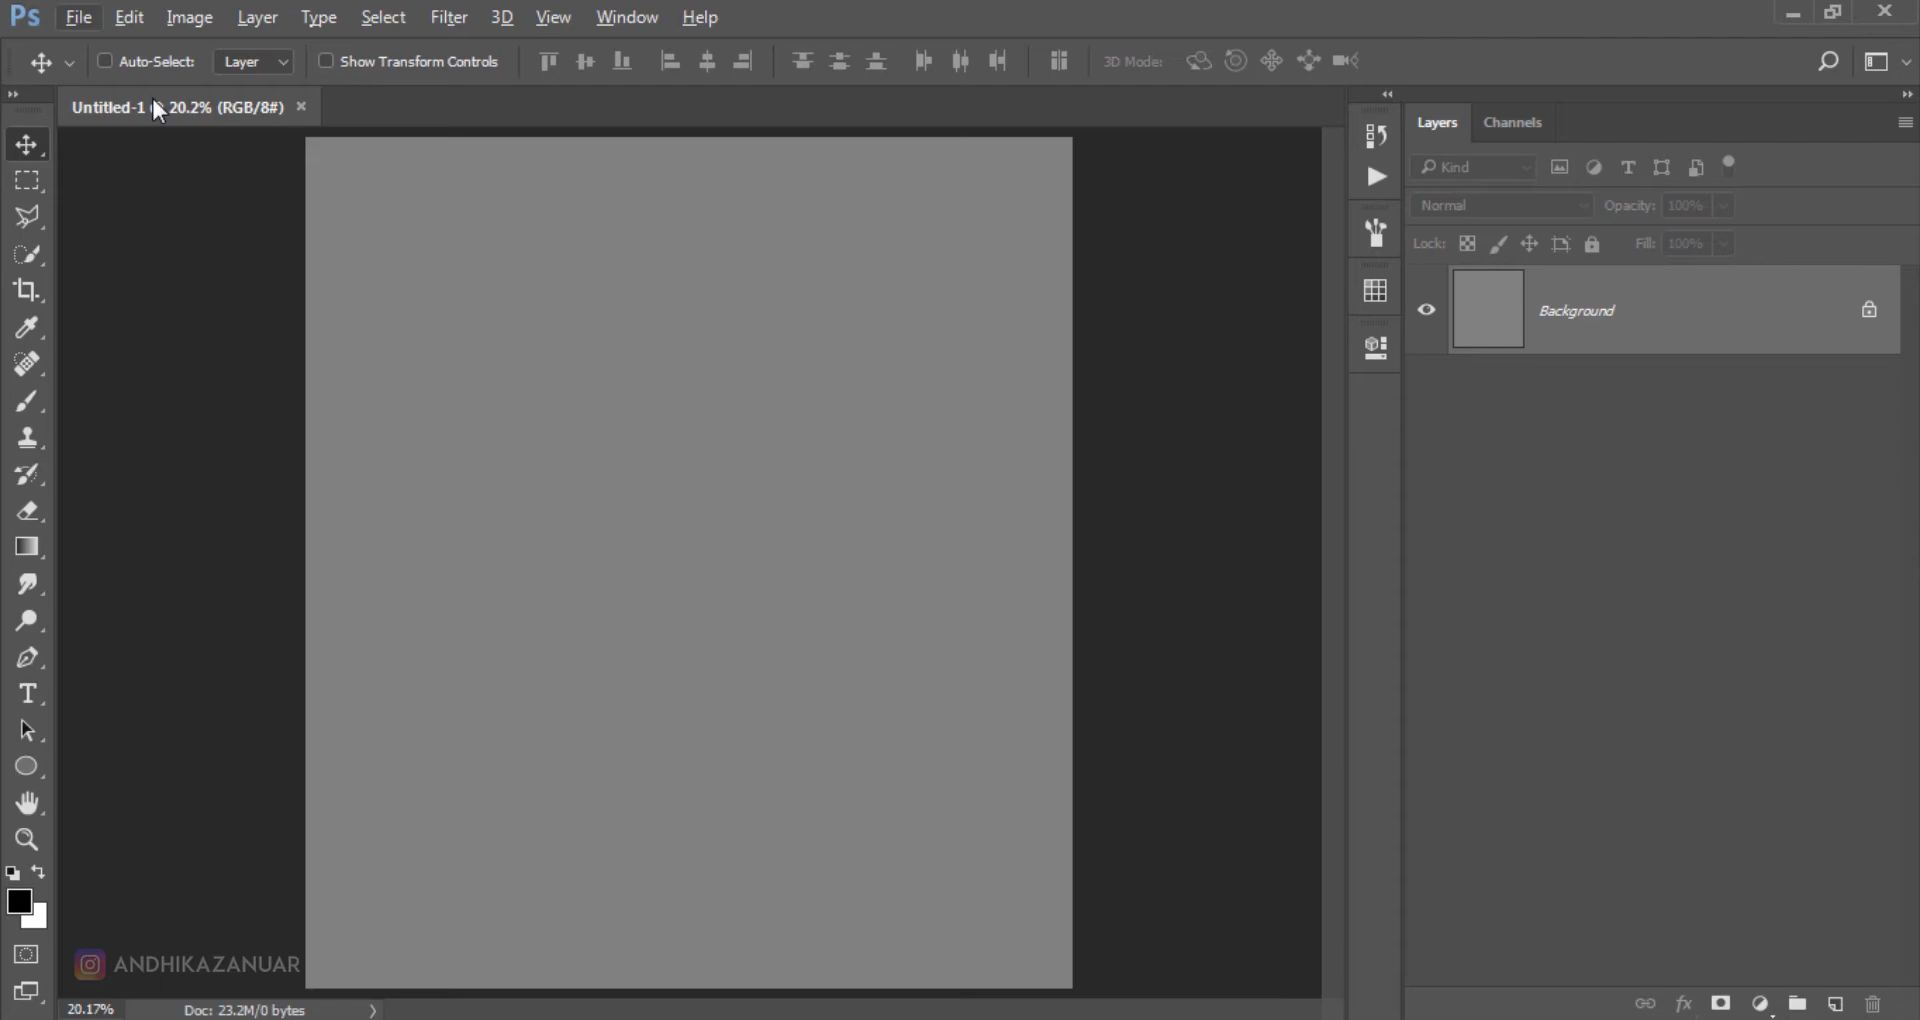 Ps File Edit Image Layer Type Select Filter 3D View Window Help
Auto-Select: Layer Show Transform Controls 3D Mode:
Untitled-1 @ 20.2% (RGB/8#) ×
Layers Channels
Kind
Normal Opacity: 100%
Lock: Fill: 100%
Background
ANDHIKAZANUAR
20.17% Doc: 23.2M/0 bytes